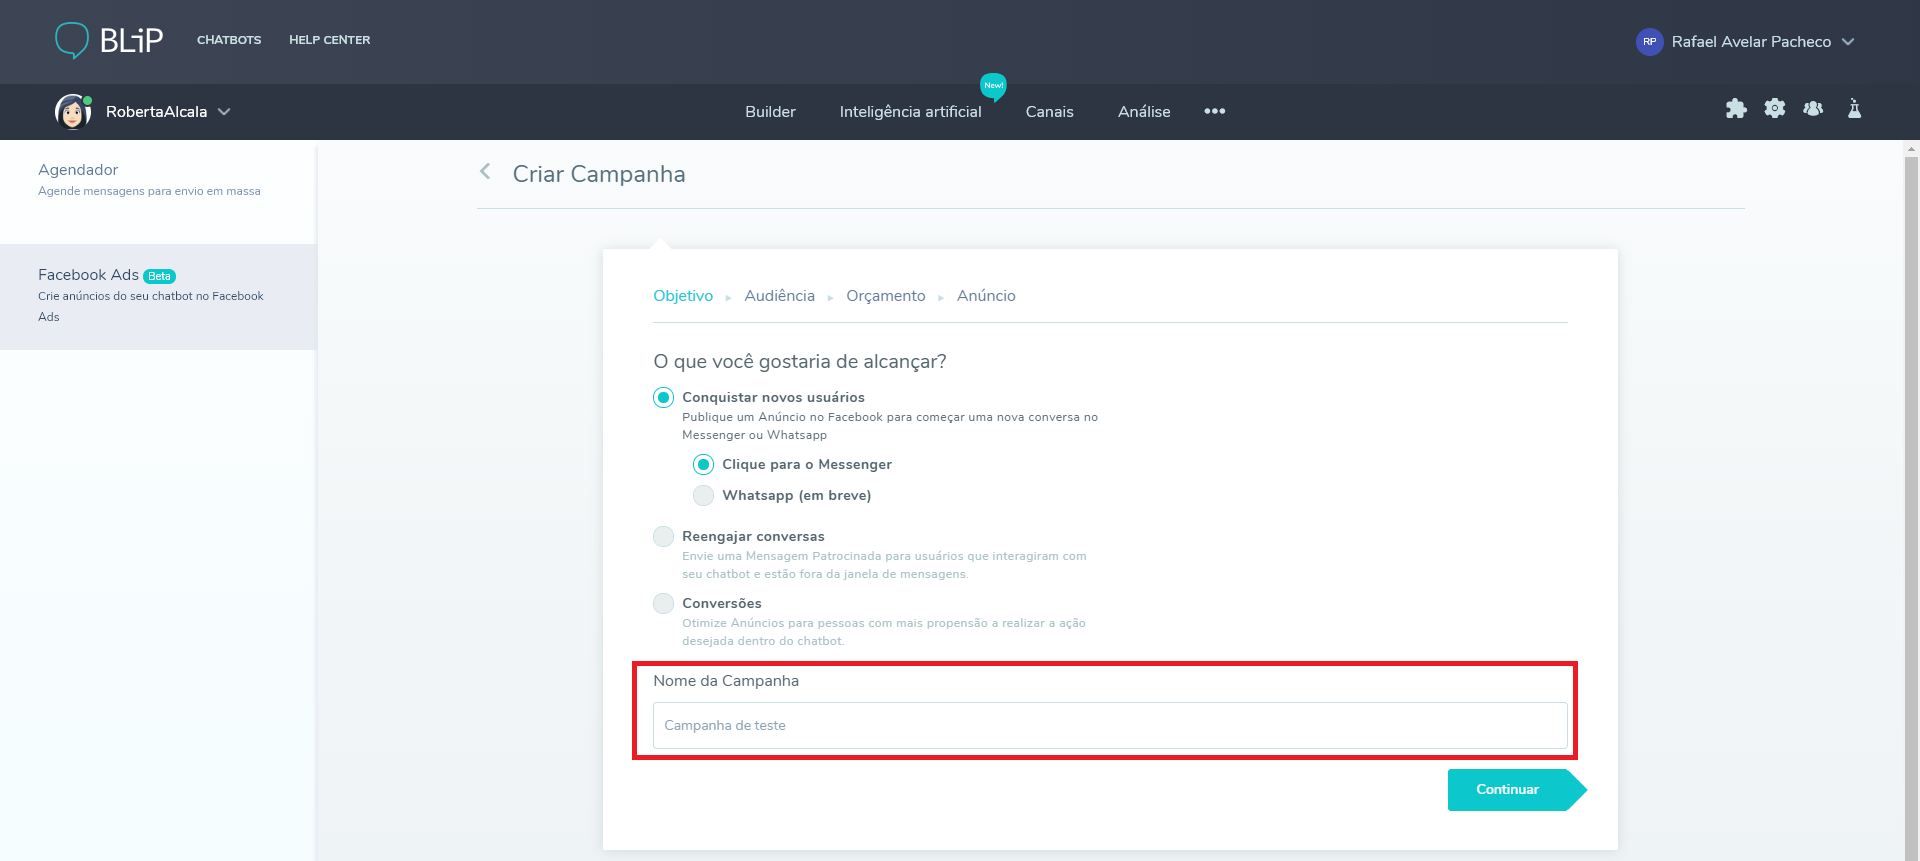 BLiP
CHATBOTS
HELP CENTER
RP
Rafael Avelar Pacheco
RobertaAlcala
Builder
Inteligência artificial
New!
Canais
Análise
Agendador
Agende mensagens para envio em massa
Facebook Ads Beta
Crie anúncios do seu chatbot no Facebook
Ads
Criar Campanha
Objetivo
Audiência
Orçamento
Anúncio
O que você gostaria de alcançar?
Conquistar novos usuários
Publique um Anúncio no Facebook para começar uma nova conversa no
Messenger ou Whatsapp
Clique para o Messenger
Whatsapp (em breve)
Reengajar conversas
Envie uma Mensagem Patrocinada para usuários que interagiram com
seu chatbot e estão fora da janela de mensagens.
Conversões
Otimize Anúncios para pessoas com mais propensão a realizar a ação
desejada dentro do chatbot.
Nome da Campanha
Campanha de teste
Continuar